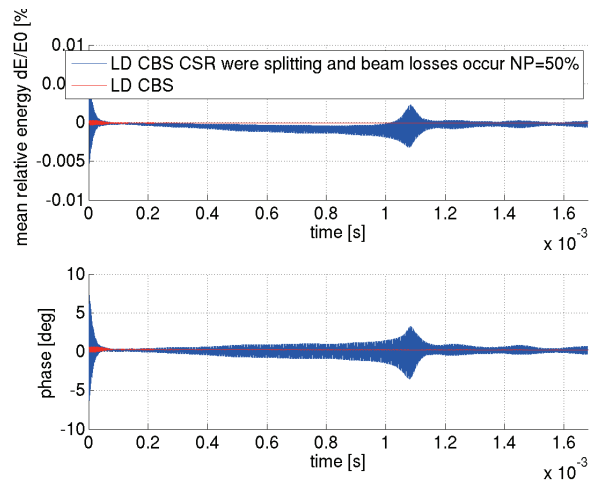 mean relative energy dE/E0 [%
0.01
0.0
0
-0.005
-0.01
LD CBS CSR were splitting and beam losses occur NP=50%
LD CBS
0 0.2 0.4 0.6 0.8 1 1.2 1.4 1.6
time [s]
x 10-3
phase [deg]
10
5
0
-5
-10
0 0.2 0.4 0.6 0.8 1 1.2 1.4 1.6
time [s]
x 10-3